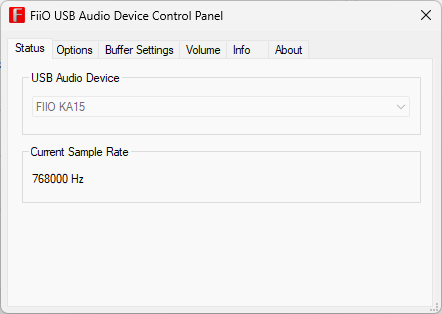 FiiO USB Audio Device Control Panel
Status Options Buffer Settings Volume Info About
USB Audio Device
FIIO KA15
Current Sample Rate
768000 Hz